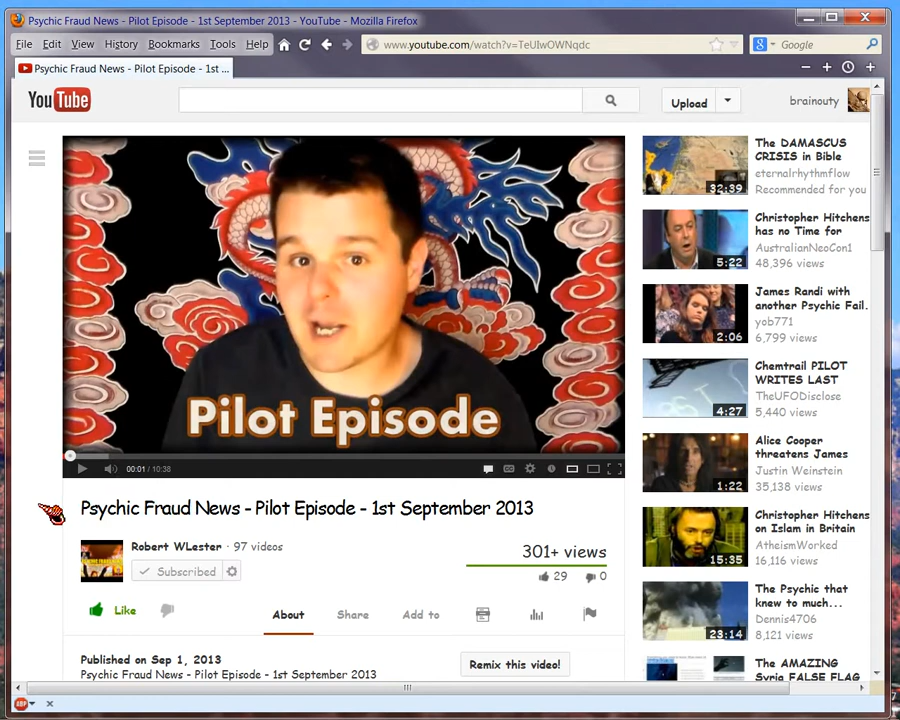 Psychic Fraud News - Pilot Episode - 1st September 2013 - YouTube - Mozilla Firefox
File Edit View History Bookmarks Tools Help
www.youtube.com/watch?v=TeUIwOWNqdc
Google
Psychic Fraud News - Pilot Episode - 1st ...
YouTube
Upload
brainouty
Pilot Episode
00:01 / 10:38
Psychic Fraud News - Pilot Episode - 1st September 2013
Robert WLester · 97 videos
Subscribed
301+ views
29 0
Like
About Share Add to
Published on Sep 1, 2013
Psychic Fraud News - Pilot Episode - 1st September 2013
Remix this video!
The DAMASCUS
CRISIS in Bible
eternalrhythmflow
Recommended for you
32:39
Christopher Hitchens
has no Time for
AustralianNeoCon1
48,396 views
5:22
James Randi with
another Psychic Fail.
yob771
6,799 views
2:06
Chemtrail PILOT
WRITES LAST
TheUFODisclose
5,440 views
4:27
Alice Cooper
threatens James
Justin Weinstein
35,138 views
1:22
Christopher Hitchens
on Islam in Britain
AtheismWorked
16,116 views
15:35
The Psychic that
knew to much...
Dennis4706
8,121 views
23:14
The AMAZING
Syria FALSE FLAG
ABP